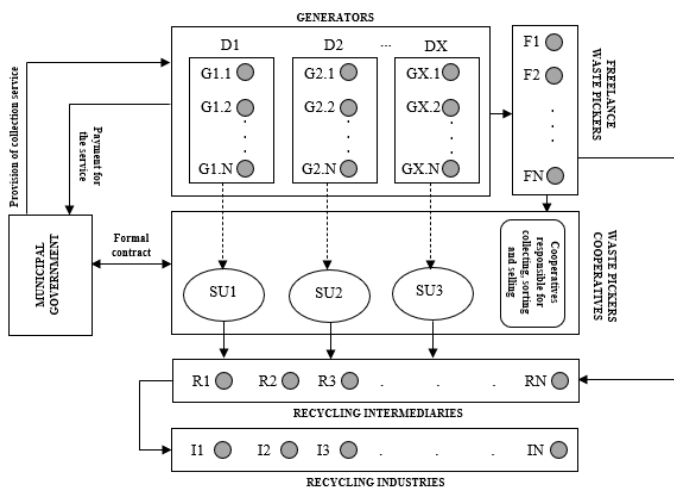 GENERATORS
D1 D2 ... DX
G1.1 G2.1 GX.1
G1.2 G2.2 GX.2
. . .
. . .
G1.N G2.N GX.N
F1
F2
.
.
.
FN
FREELANCE
WASTE PICKERS
Provision of collection service
Payment for
the service
MUNICIPAL
GOVERNMENT
Formal
contract
SU1 SU2 SU3
Cooperatives
responsible for
collecting, sorting
and selling
WASTE PICKERS
COOPERATIVES
R1 R2 R3 . . . RN
RECYCLING INTERMEDIARIES
I1 I2 I3 . . . IN
RECYCLING INDUSTRIES